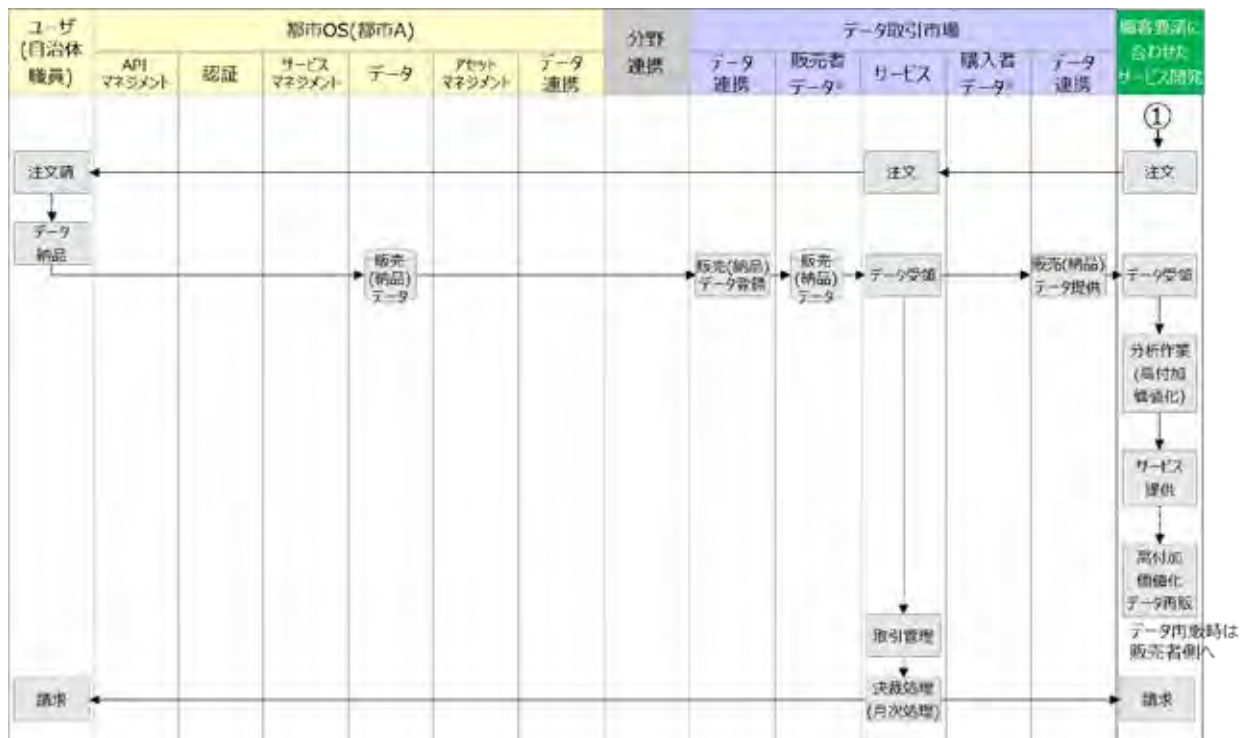 ユーザ
(自治体
職員)
都市OS(都市A)
API
マネジメント
認証
サービス
マネジメント
データ
アセット
マネジメント
データ
連携
分野
連携
データ取引市場
データ
連携
販売者
データ※
サービス
購入者
データ※
データ
連携
顧客要請に
合わせた
サービス開発
①
注文請
注文
注文
データ
納品
販売
(納品)
データ
販売(納品)
データ登録
販売
(納品)
データ
データ受領
販売(納品)
データ提供
データ受領
分析作業
(高付加
価値化)
サービス
提供
高付加
価値化
データ再販
データ再販時は
販売者側へ
取引管理
請求
決裁処理
(月次処理)
請求